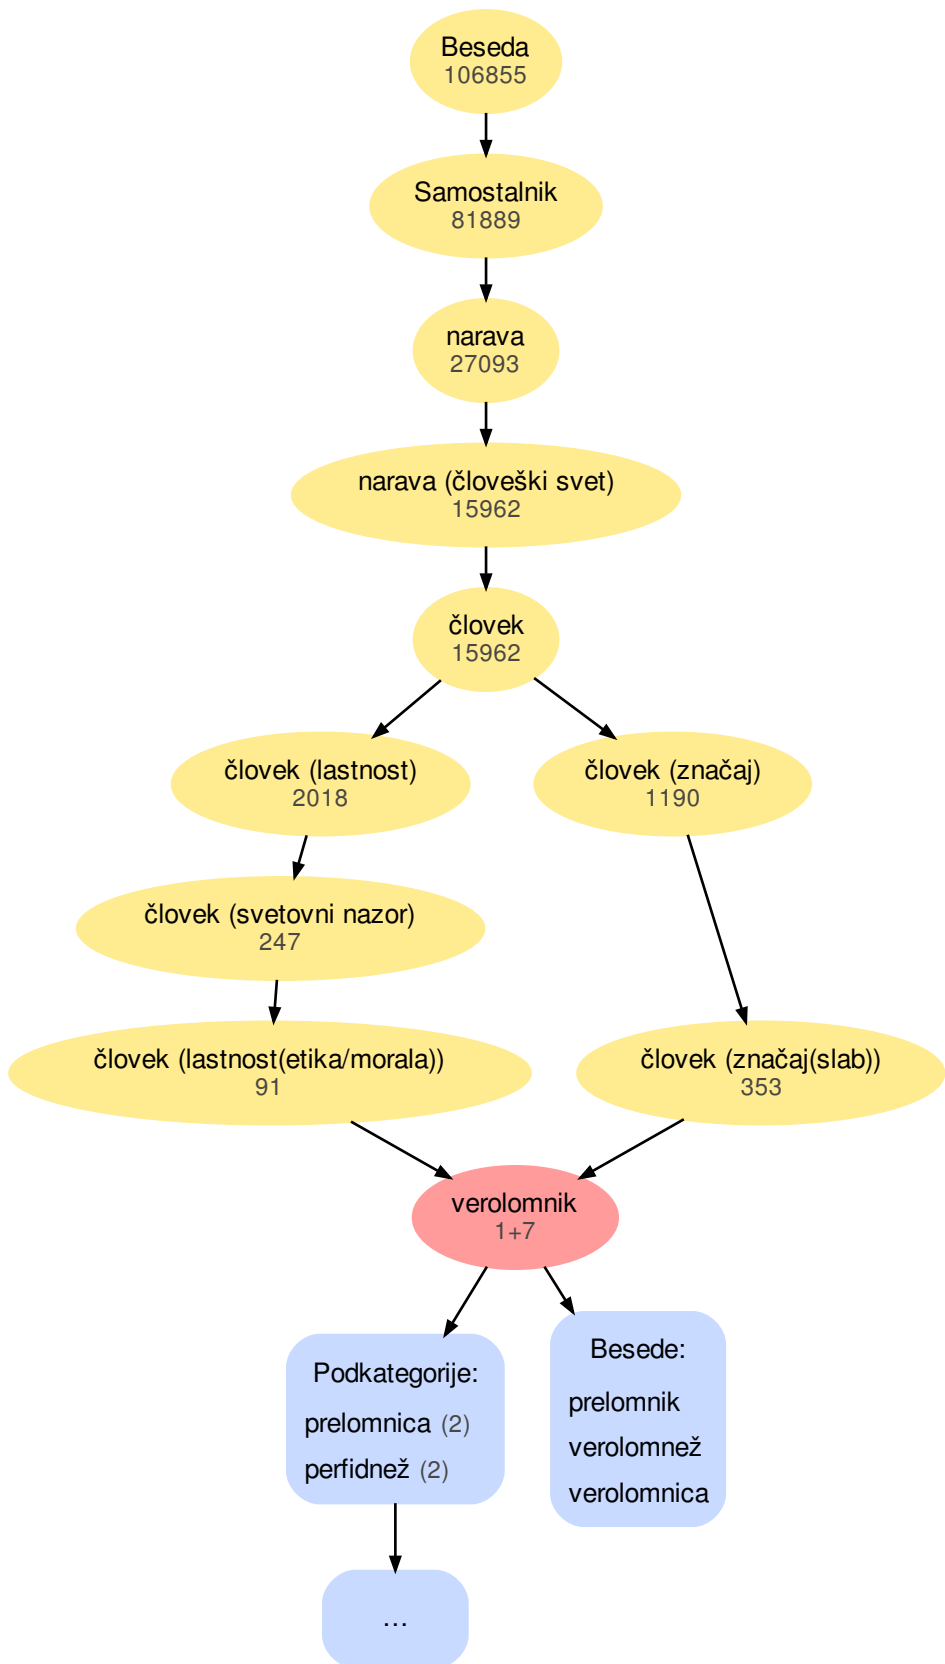 Beseda
106855
Samostalnik
81889
narava
27093
narava (človeški svet)
15962
človek
15962
človek (lastnost)
2018
človek (značaj)
1190
človek (svetovni nazor)
247
človek (lastnost(etika/morala))
91
človek (značaj(slab))
353
verolomnik
1+7
Podkategorije:
prelomnica (2)
perfidnež (2)
Besede:
prelomnik
verolomnež
verolomnica
...